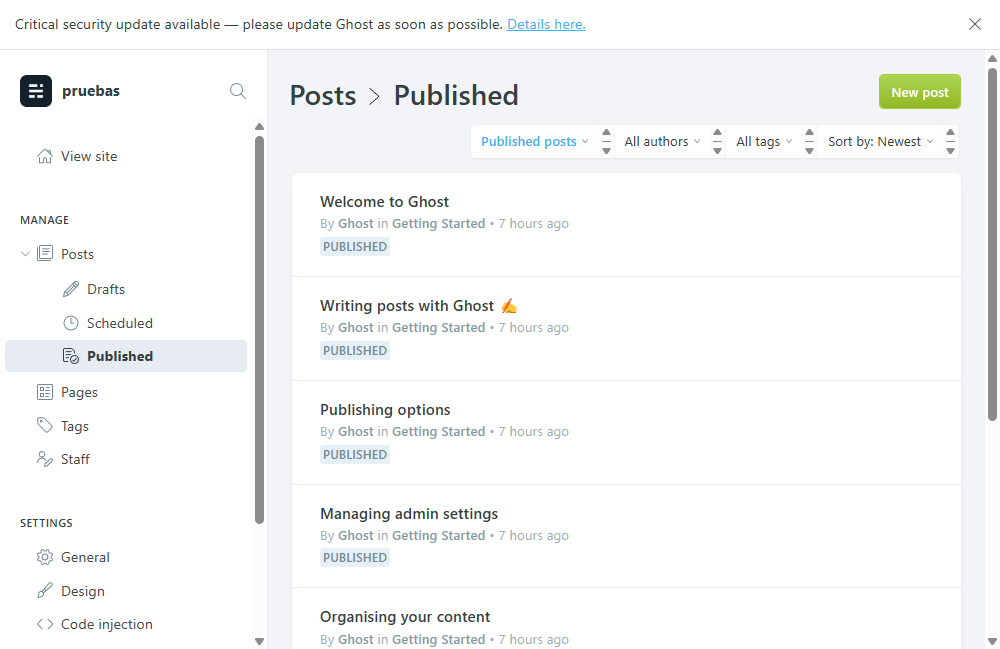 Critical security update available — please update Ghost as soon as possible. Details here.
pruebas
View site
MANAGE
Posts
Drafts
Scheduled
Published
Pages
Tags
Staff
SETTINGS
General
Design
Code injection
Posts > Published
New post
Published posts
All authors
All tags
Sort by: Newest
Welcome to Ghost
By Ghost in Getting Started • 7 hours ago
PUBLISHED
Writing posts with Ghost ✍️
By Ghost in Getting Started • 7 hours ago
PUBLISHED
Publishing options
By Ghost in Getting Started • 7 hours ago
PUBLISHED
Managing admin settings
By Ghost in Getting Started • 7 hours ago
PUBLISHED
Organising your content
By Ghost in Getting Started • 7 hours ago